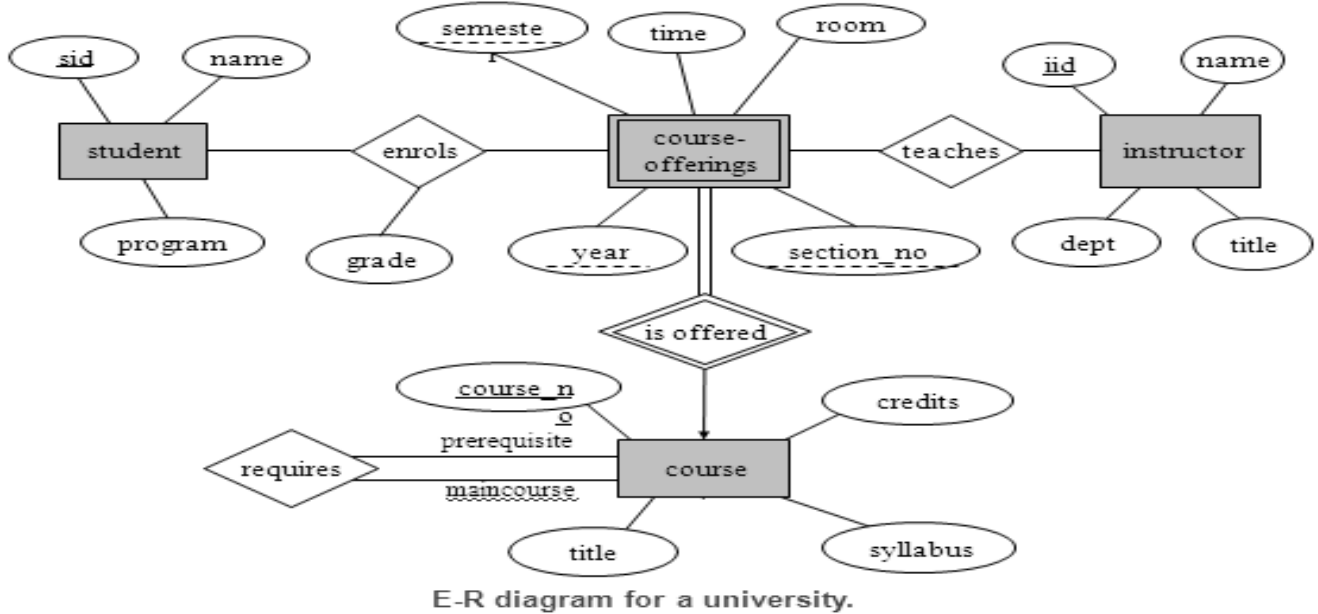 semeste
r
time
room
sid
name
iid
name
student
enrols
course-
offerings
teaches
instructor
program
grade
year
section_no
dept
title
is offered
course_n
o
credits
prerequisite
requires
course
maincourse
title
syllabus
E-R diagram for a university.